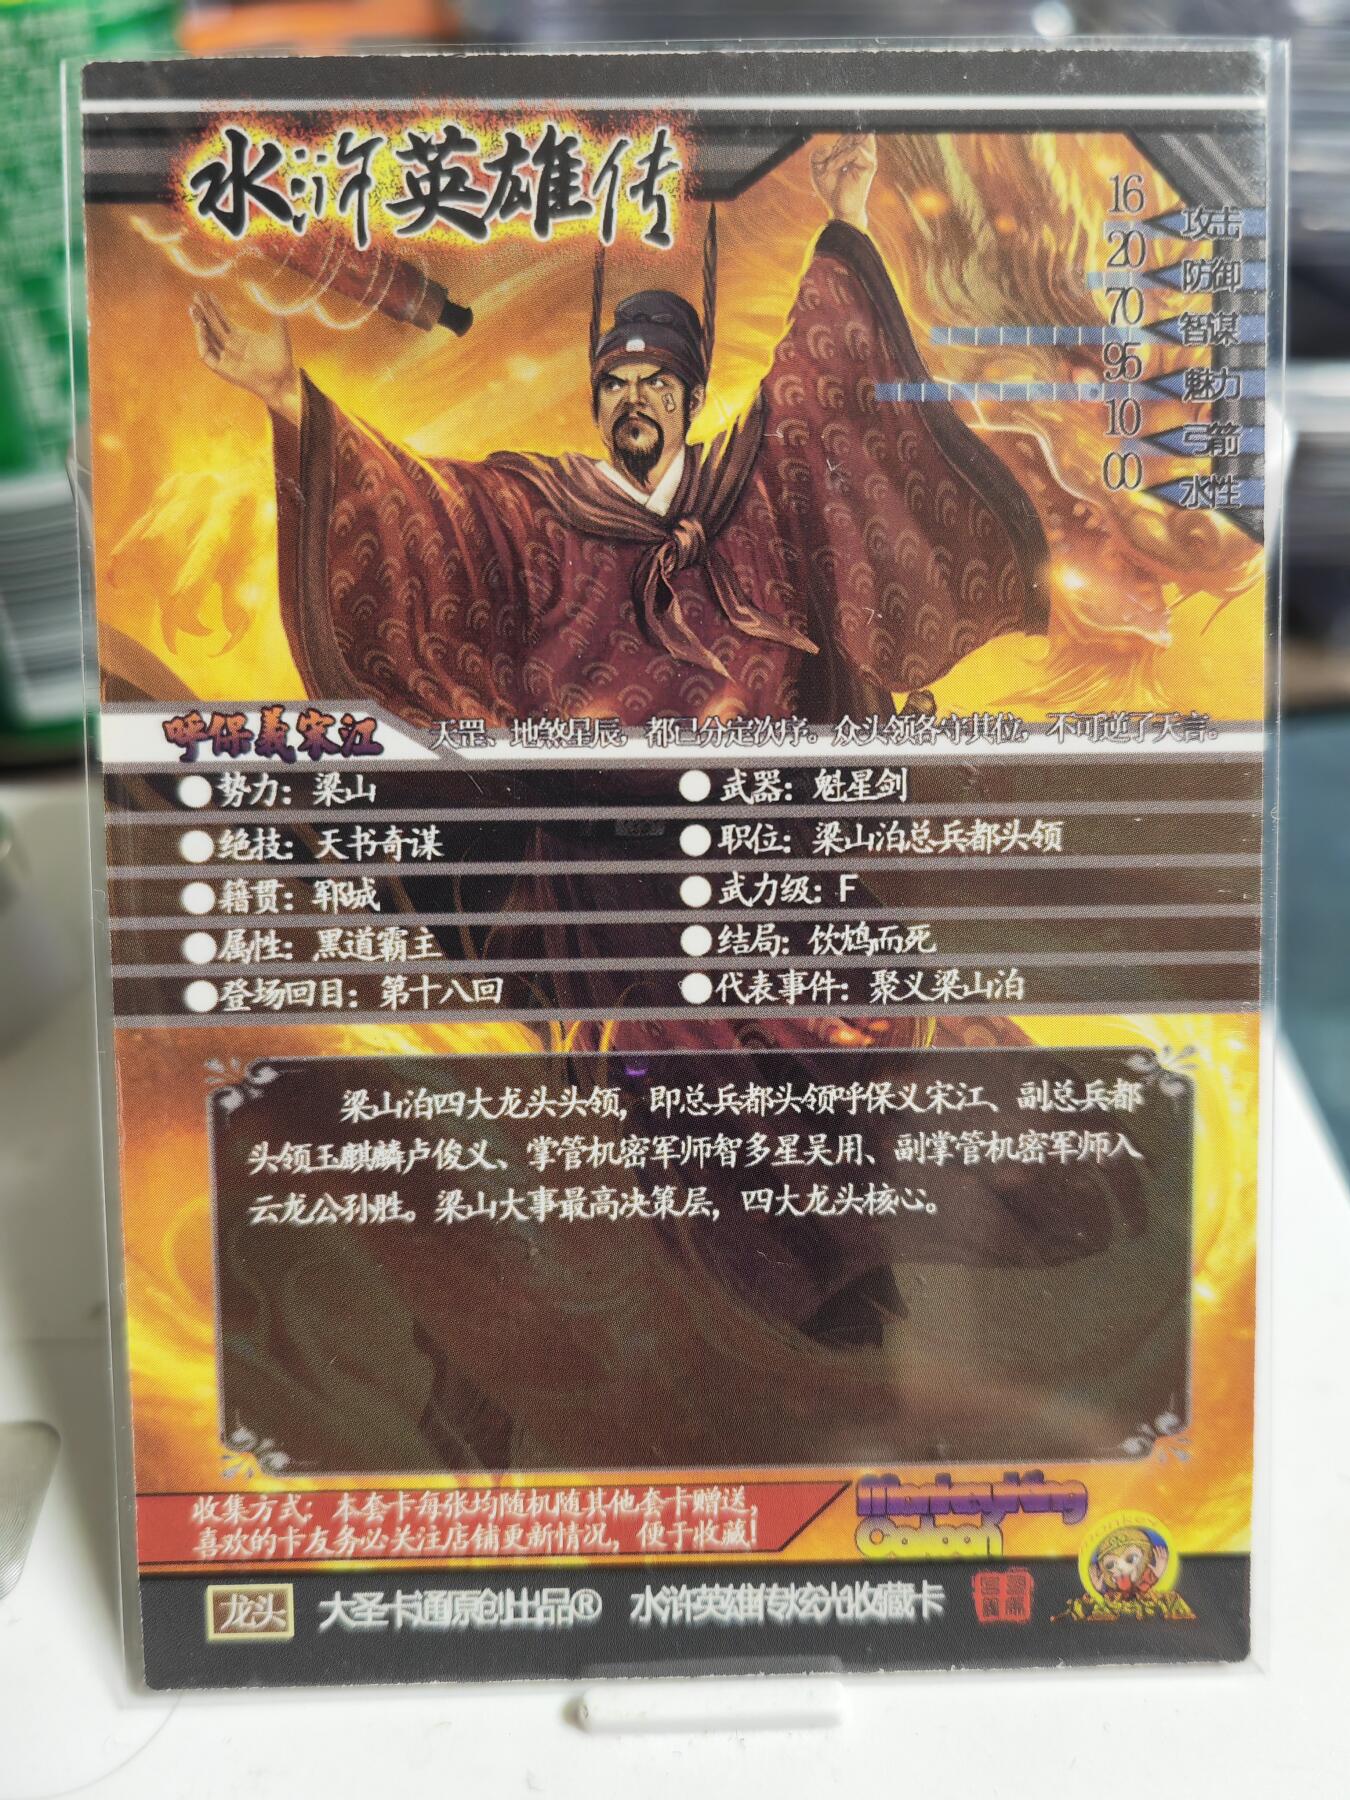 水浒英雄传
16 攻击
20 防御
70 智谋
95 魅力
10 弓箭
00 水性
呼保義宋江
天罡、地煞星辰，都已分定次序。众头领各守其位，不可逆了天言。
●势力：梁山
●武器：魁星剑
●绝技：天书奇谋
●职位：梁山泊总兵都头领
●籍贯：郓城
●武力级：F
●属性：黑道霸主
●结局：饮鸩而死
●登场回目：第十八回
●代表事件：聚义梁山泊
梁山泊四大龙头头领，即总兵都头领呼保义宋江、副总兵都
头领玉麒麟卢俊义、掌管机密军师智多星吴用、副掌管机密军师入
云龙公孙胜。梁山大事最高决策层，四大龙头核心。
收集方式：本套卡每张均随机随其他套卡赠送，
喜欢的卡友务必关注店铺更新情况，便于收藏！
Monkey King
Cartoon
龙头
大圣卡通原创出品® 水浒英雄传炫光收藏卡